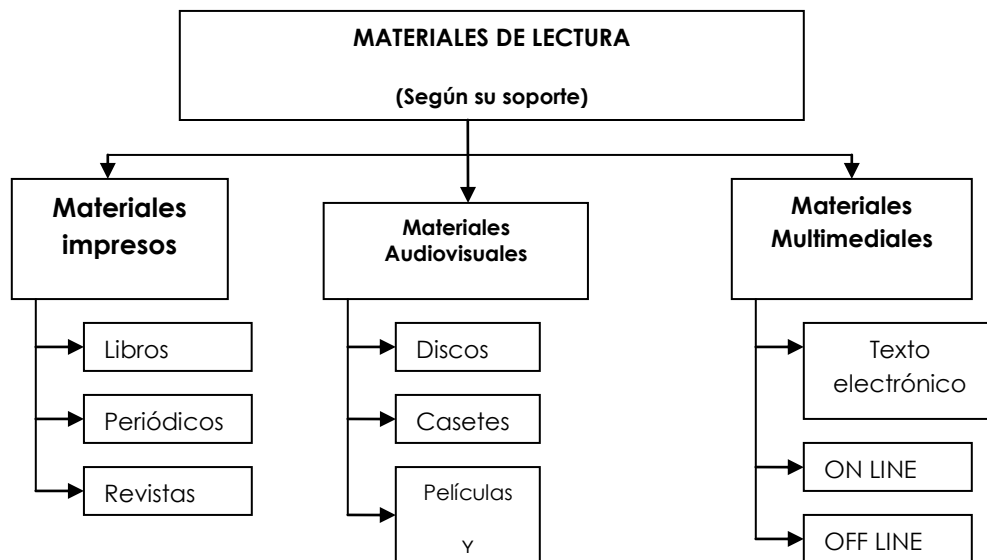 MATERIALES DE LECTURA
(Según su soporte)
Materiales
impresos
Libros
Periódicos
Revistas
Materiales
Audiovisuales
Discos
Casetes
Películas
Y
Materiales
Multimediales
Texto
electrónico
ON LINE
OFF LINE